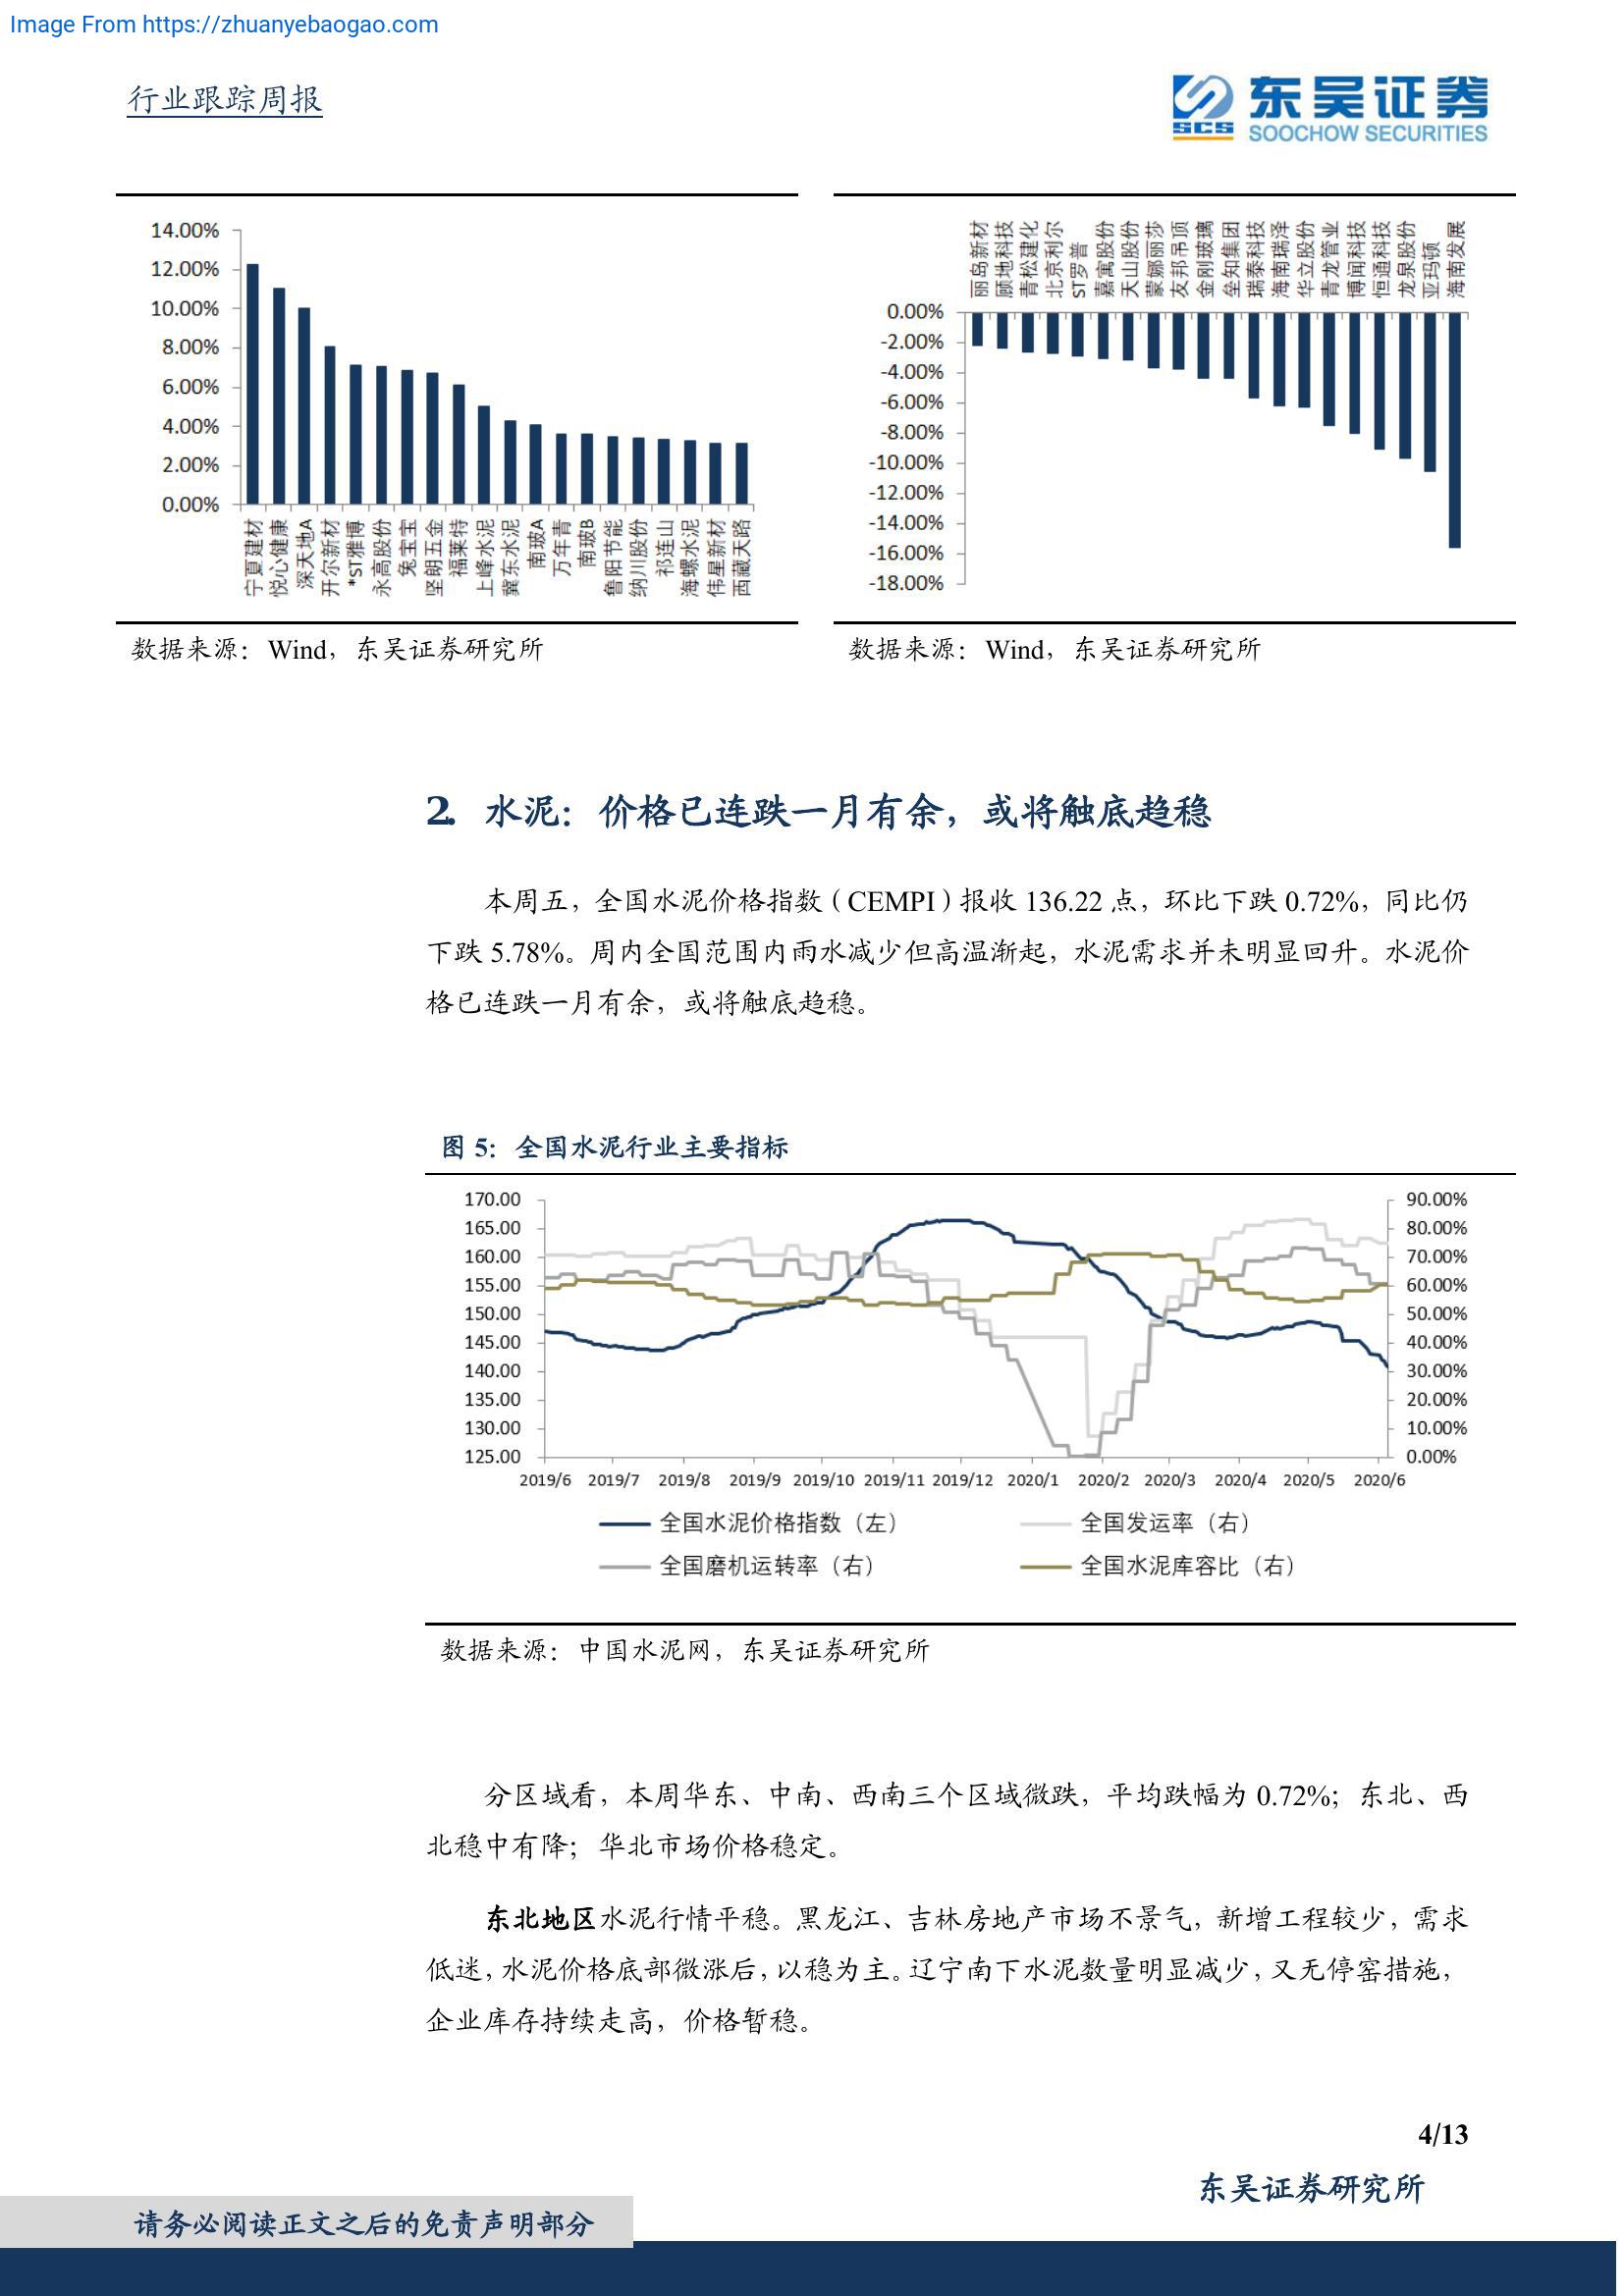 Image From https://zhuanyebaogao.com
行业跟踪周报
东吴证券
SCS
SOOCHOW SECURITIES
14.00%
12.00%
10.00%
8.00%
6.00%
4.00%
2.00%
0.00%
宁夏建材
悦心健康
深天地A
开尔新材
*ST雅博
永高股份
兔宝宝
坚朗五金
福莱特
上峰水泥
冀东水泥
南玻A
万年青
南玻B
鲁阳节能
纳川股份
祁连山
海螺水泥
伟星新材
西藏天路
丽岛新材
顾地科技
青松建化
北京利尔
ST罗普
嘉寓股份
天山股份
蒙娜丽莎
友邦吊顶
金刚玻璃
垒知集团
瑞泰科技
海南瑞泽
华立股份
青龙管业
博闻科技
恒通科技
龙泉股份
亚玛顿
海南发展
0.00%
-2.00%
-4.00%
-6.00%
-8.00%
-10.00%
-12.00%
-14.00%
-16.00%
-18.00%
数据来源：Wind，东吴证券研究所
数据来源：Wind，东吴证券研究所
2. 水泥：价格已连跌一月有余，或将触底趋稳
本周五，全国水泥价格指数（CEMPI）报收 136.22 点，环比下跌 0.72%，同比仍
下跌 5.78%。周内全国范围内雨水减少但高温渐起，水泥需求并未明显回升。水泥价
格已连跌一月有余，或将触底趋稳。
图 5：全国水泥行业主要指标
170.00
165.00
160.00
155.00
150.00
145.00
140.00
135.00
130.00
125.00
90.00%
80.00%
70.00%
60.00%
50.00%
40.00%
30.00%
20.00%
10.00%
0.00%
2019/6 2019/7 2019/8 2019/9 2019/10 2019/11 2019/12 2020/1 2020/2 2020/3 2020/4 2020/5 2020/6
全国水泥价格指数（左） 全国发运率（右）
全国磨机运转率（右） 全国水泥库容比（右）
数据来源：中国水泥网，东吴证券研究所
分区域看，本周华东、中南、西南三个区域微跌，平均跌幅为 0.72%；东北、西
北稳中有降；华北市场价格稳定。
东北地区水泥行情平稳。黑龙江、吉林房地产市场不景气，新增工程较少，需求
低迷，水泥价格底部微涨后，以稳为主。辽宁南下水泥数量明显减少，又无停窑措施，
企业库存持续走高，价格暂稳。
4/13
东吴证券研究所
请务必阅读正文之后的免责声明部分